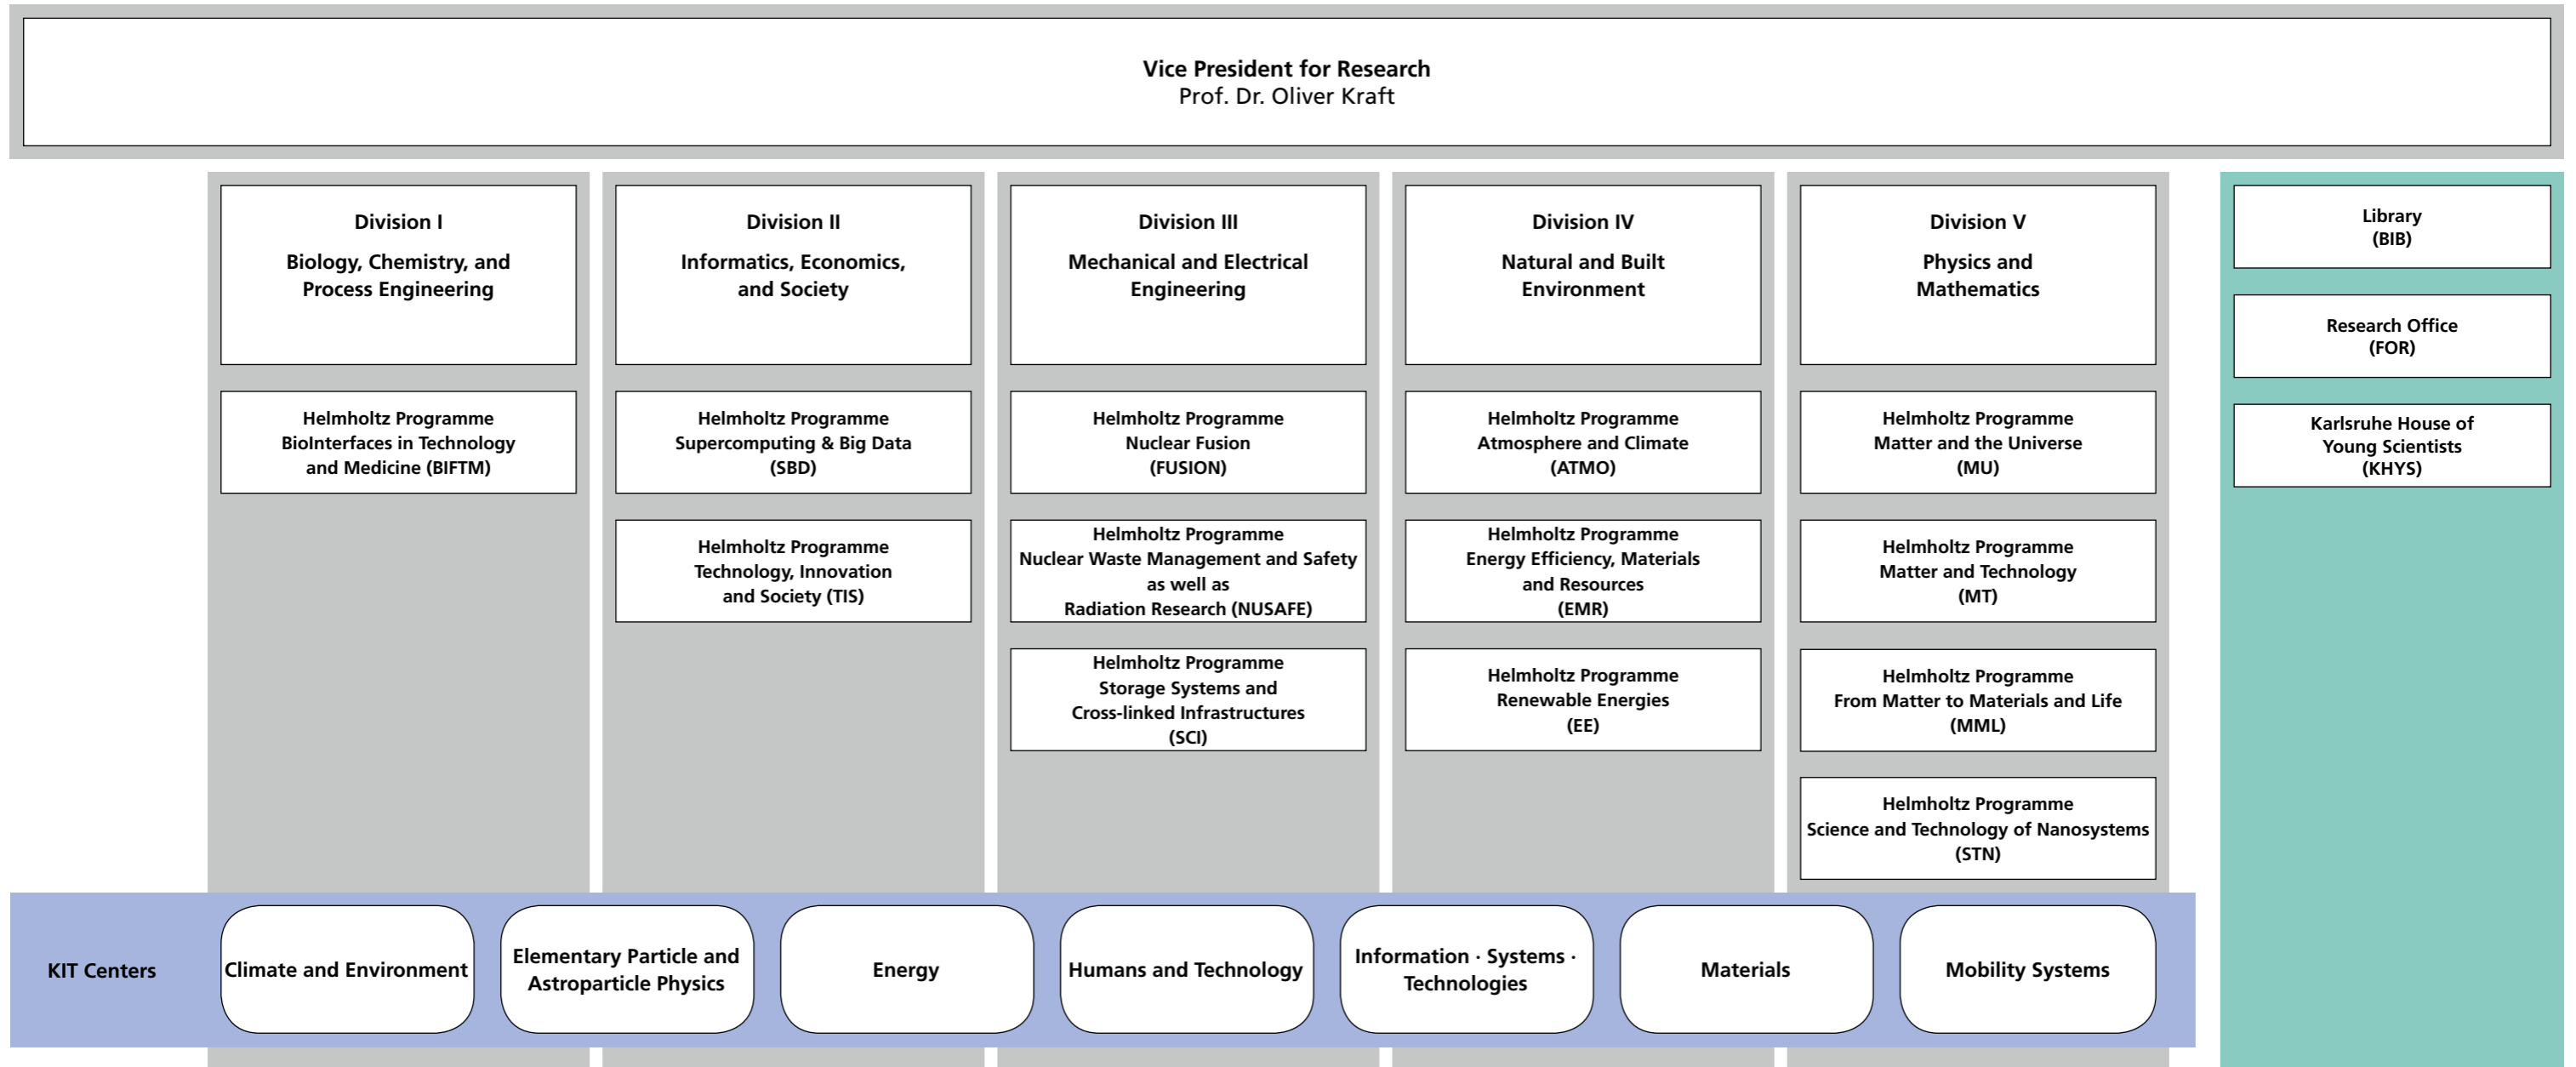 Vice President for Research
Prof. Dr. Oliver Kraft
Division I
Biology, Chemistry, and
Process Engineering
Helmholtz Programme
BioInterfaces in Technology
and Medicine (BIFTM)
Division II
Informatics, Economics,
and Society
Helmholtz Programme
Supercomputing & Big Data
(SBD)
Helmholtz Programme
Technology, Innovation
and Society (TIS)
Division III
Mechanical and Electrical
Engineering
Helmholtz Programme
Nuclear Fusion
(FUSION)
Helmholtz Programme
Nuclear Waste Management and Safety
as well as
Radiation Research (NUSAFE)
Helmholtz Programme
Storage Systems and
Cross-linked Infrastructures
(SCI)
Division IV
Natural and Built
Environment
Helmholtz Programme
Atmosphere and Climate
(ATMO)
Helmholtz Programme
Energy Efficiency, Materials
and Resources
(EMR)
Helmholtz Programme
Renewable Energies
(EE)
Division V
Physics and
Mathematics
Helmholtz Programme
Matter and the Universe
(MU)
Helmholtz Programme
Matter and Technology
(MT)
Helmholtz Programme
From Matter to Materials and Life
(MML)
Helmholtz Programme
Science and Technology of Nanosystems
(STN)
Library
(BIB)
Research Office
(FOR)
Karlsruhe House of
Young Scientists
(KHYS)
KIT Centers
Climate and Environment
Elementary Particle and
Astroparticle Physics
Energy
Humans and Technology
Information · Systems ·
Technologies
Materials
Mobility Systems